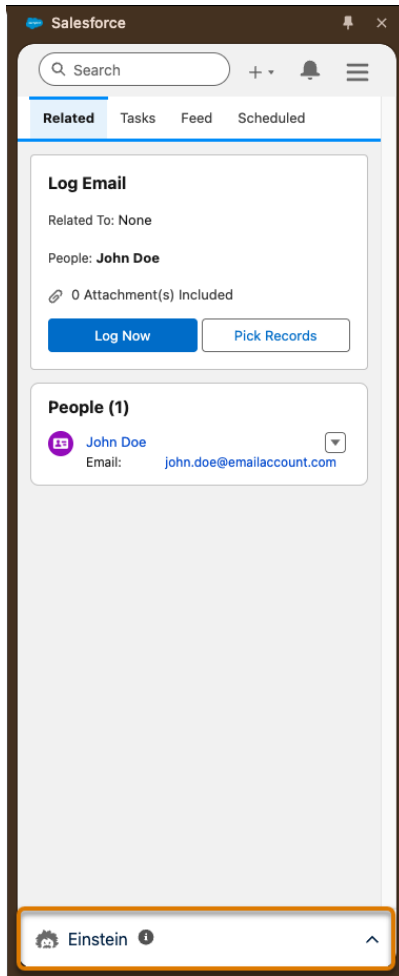 Salesforce
Search
Related Tasks Feed Scheduled
Log Email
Related To: None
People: John Doe
0 Attachment(s) Included
Log Now Pick Records
People (1)
John Doe
Email: john.doe@emailaccount.com
Einstein